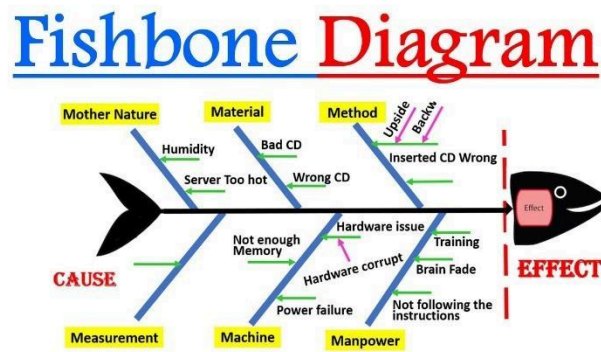 Fishbone Diagram
Mother Nature
Material
Method
Upside
Backw
Humidity
Bad CD
Inserted CD Wrong
Server Too hot
Wrong CD
Effect
Hardware issue
Not enough
Memory
Training
CAUSE
Hardware corrupt
Brain Fade
EFFECT
Power failure
Not following the
instructions
Measurement
Machine
Manpower